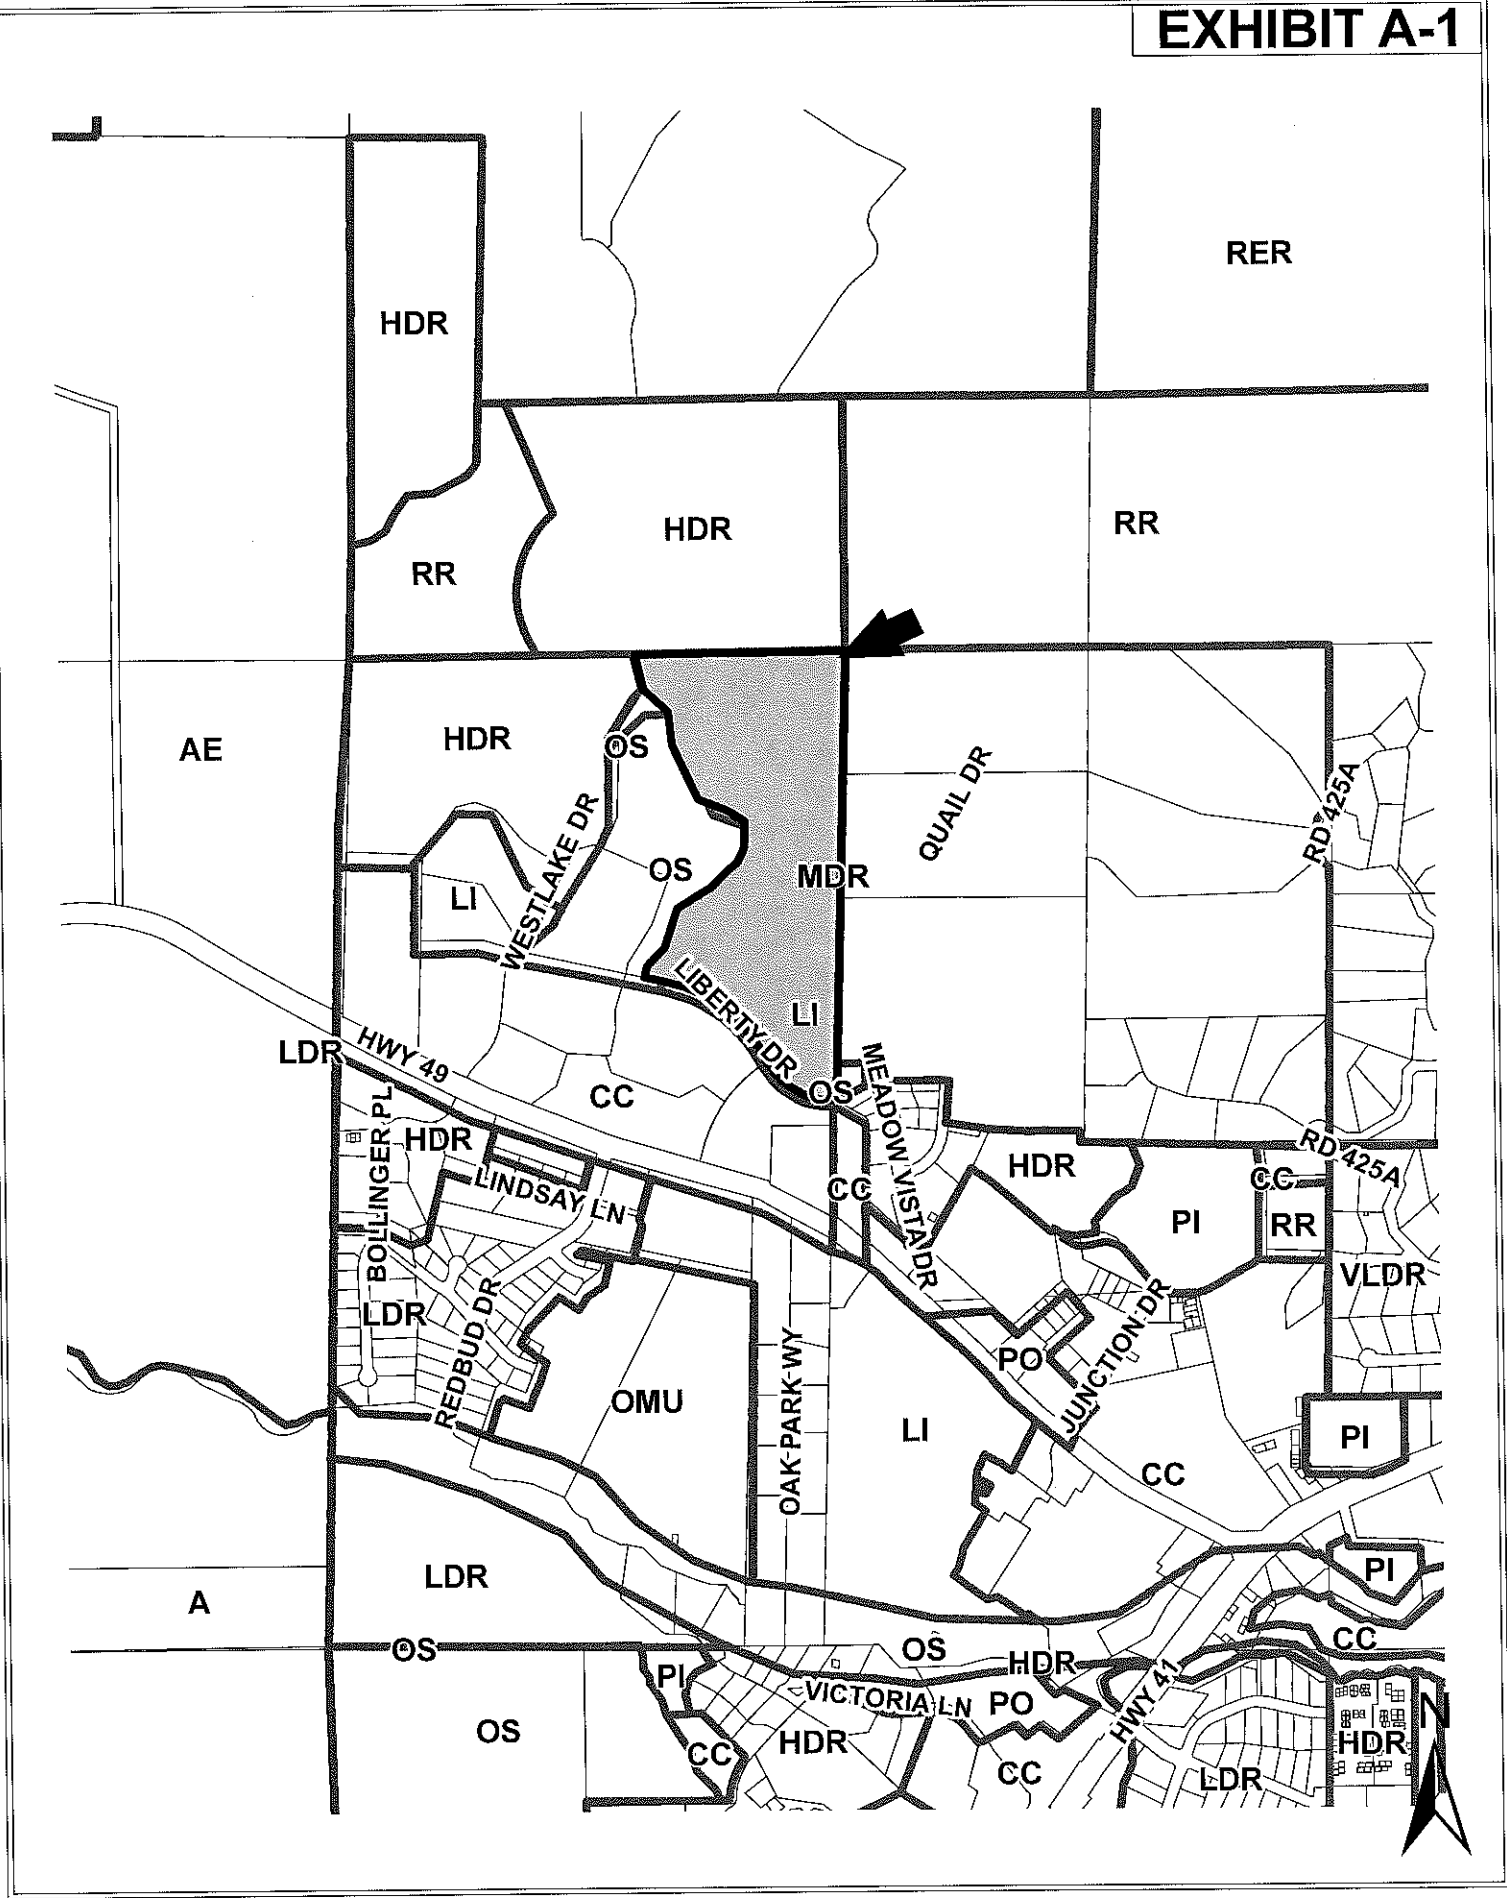 EXHIBIT A-1
RER
HDR
HDR
RR
RR
AE
HDR
OS
QUAIL DR
RD 425A
WESTLAKE DR
OS
MDR
LI
LIBERTY DR
LI
LDR
HWY 49
CC
OS
MEADOW VISTA DR
BOLLINGER PL
HDR
LINDSAY LN
CC
HDR
RD 425A
CC
PI
RR
VLDR
LDR
REDBUD DR
OAK PARK WY
PO
JUNCTION DR
OMU
LI
CC
PI
LDR
A
PI
OS
OS
HDR
CC
PI
VICTORIA LN
PO
HWY 41
N
OS
CC
HDR
CC
LDR
HDR